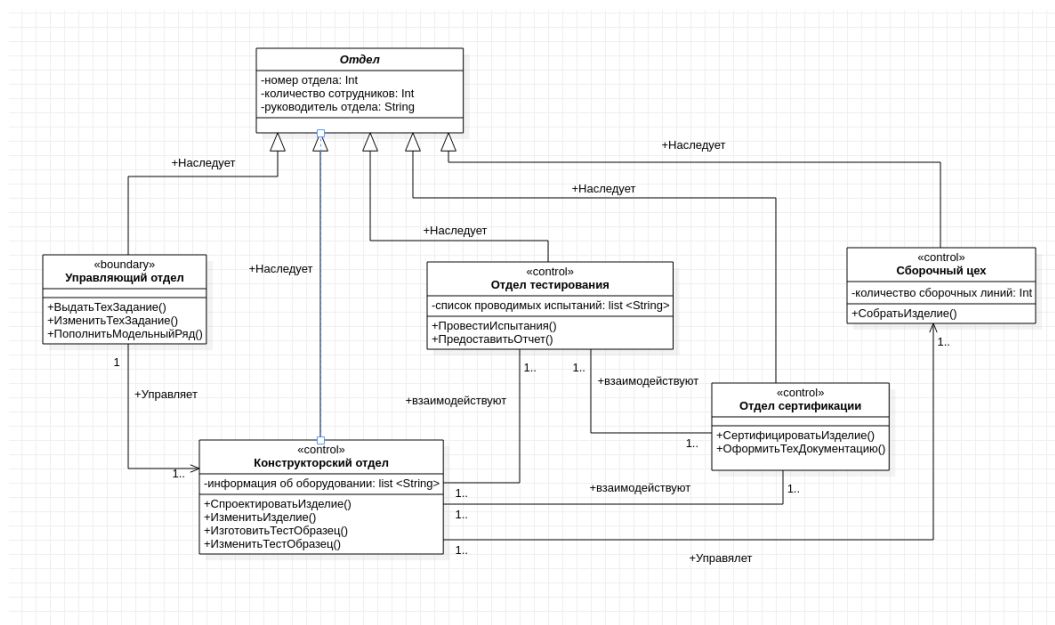 Отдел
-номер отдела: Int
-количество сотрудников: Int
-руководитель отдела: String
+Наследует
+Наследует
+Наследует
+Наследует
+Наследует
«boundary»
Управляющий отдел
+ВыдатьТехЗадание()
+ИзменитьТехЗадание()
+ПополнитьМодельныйРяд()
«control»
Отдел тестирования
-список проводимых испытаний: list <String>
+ПровестиИспытания()
+ПредоставитьОтчет()
«control»
Сборочный цех
-количество сборочных линий: Int
+СобратьИзделие()
1
+Управляет
1..
1..
1..
1..
+взаимодействуют
+взаимодействуют
«control»
Отдел сертификации
+СертифицироватьИзделие()
+ОформитьТехДокументацию()
1..
«control»
Конструкторский отдел
-информация об оборудовании: list <String>
+СпроектироватьИзделие()
+ИзменитьИзделие()
+ИзготовитьТестОбразец()
+ИзменитьТестОбразец()
1..
+взаимодействуют
1..
1..
1..
+Управялет